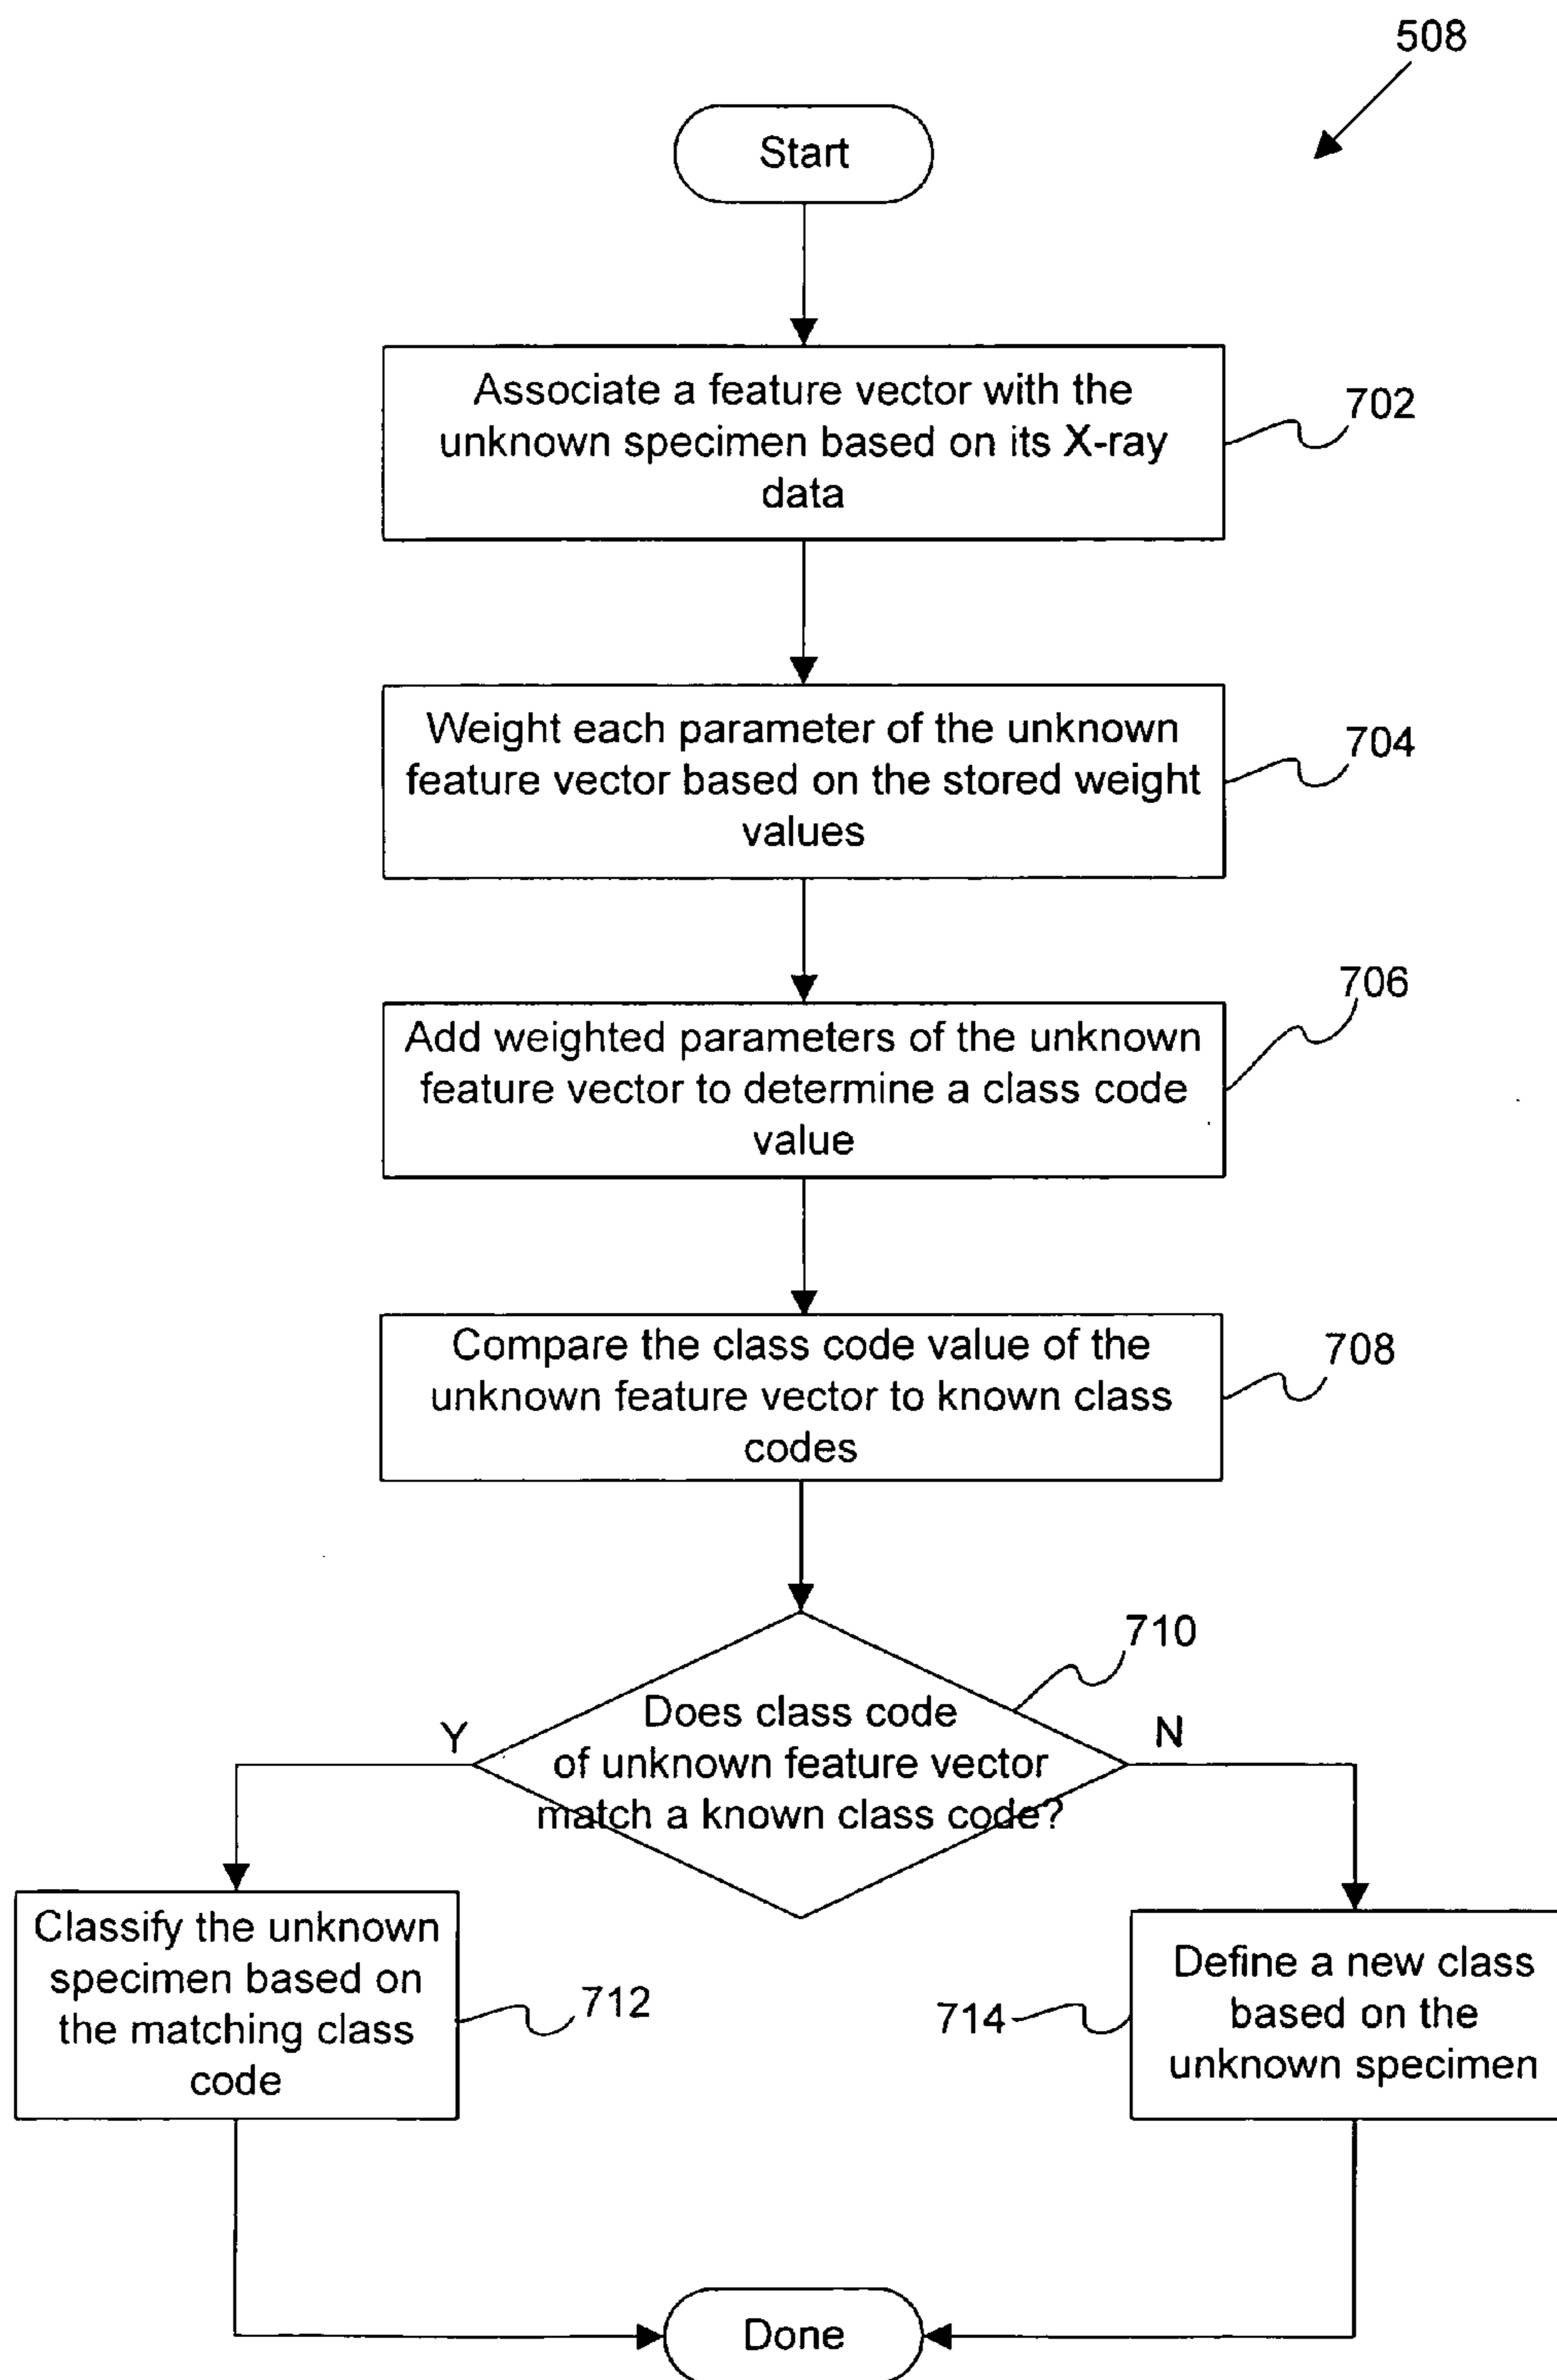 508
Start
Associate a feature vector with the
unknown specimen based on its X-ray
data
702
Weight each parameter of the unknown
feature vector based on the stored weight
values
704
Add weighted parameters of the unknown
feature vector to determine a class code
value
706
Compare the class code value of the
unknown feature vector to known class
codes
708
Does class code
of unknown feature vector
match a known class code?
710
Y
N
Classify the unknown
specimen based on
the matching class
code
712
714
Define a new class
based on the
unknown specimen
Done